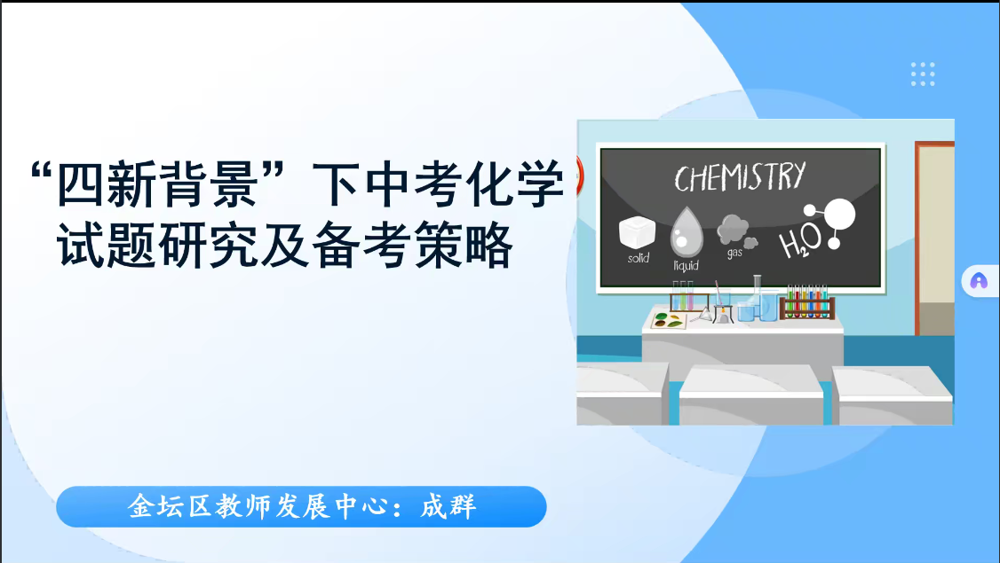 “四新背景”下中考化学
试题研究及备考策略
CHEMISTRY
solid
liquid
gas
H₂O
金坛区教师发展中心：成群